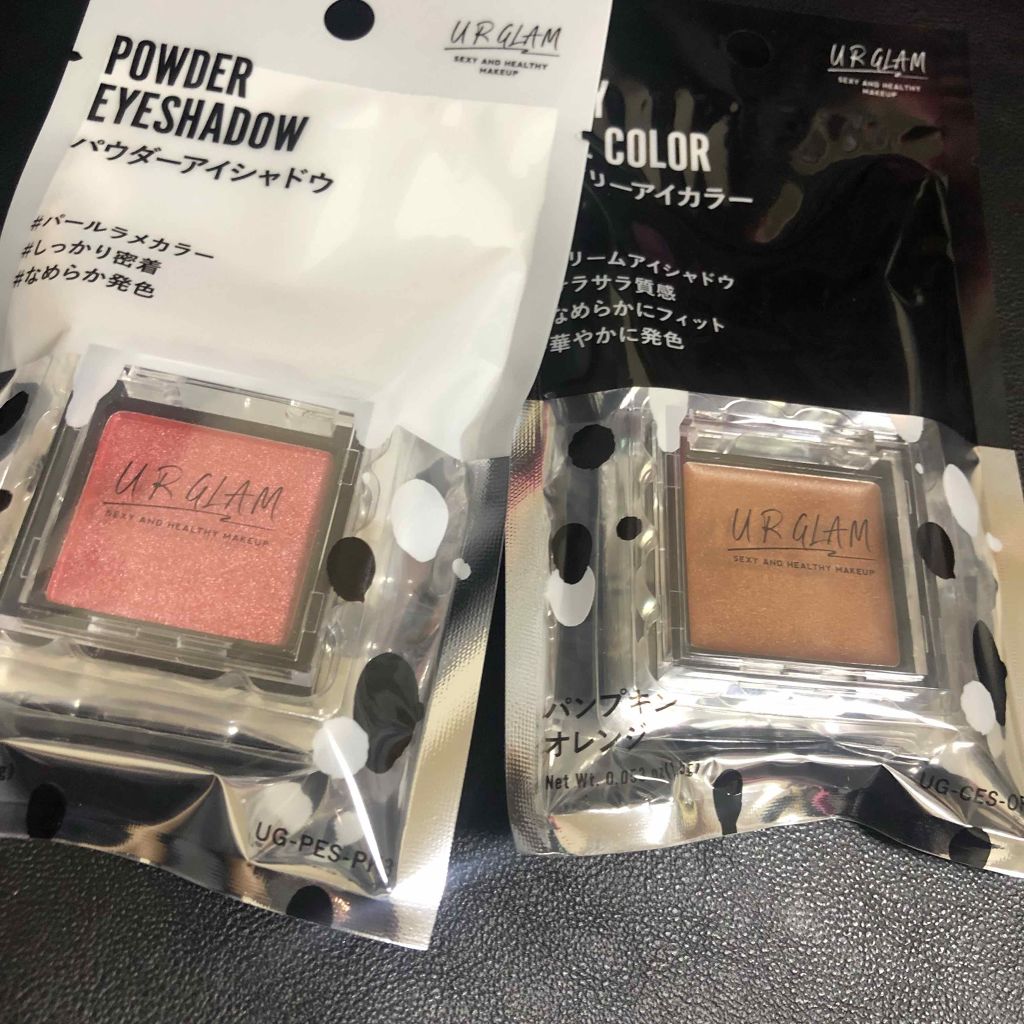 POWDER
EYESHADOW
パウダーアイシャドウ
UR GLAM
SEXY AND HEALTHY
MAKEUP
#パールラメカラー
#しっかり密着
#なめらか発色
UR GLAM
SEXY AND HEALTHY MAKEUP
UG-PES-
UR GLAM
SEXY AND HEALTHY
MAKEUP
Y
COLOR
リーアイカラー
リームアイシャドウ
ラサラ質感
なめらかにフィット
華やかに発色
UR GLAM
SEXY AND HEALTHY MAKEUP
パンプキン
オレンジ
Net Wt.
UG-CES-